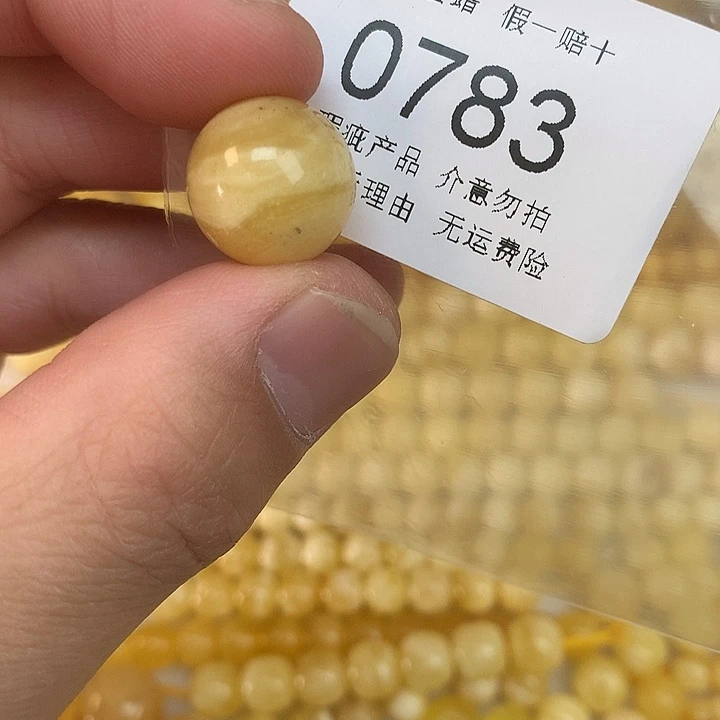 假一赔十
0783
瑕疵产品 介意勿拍
理由 无运费险